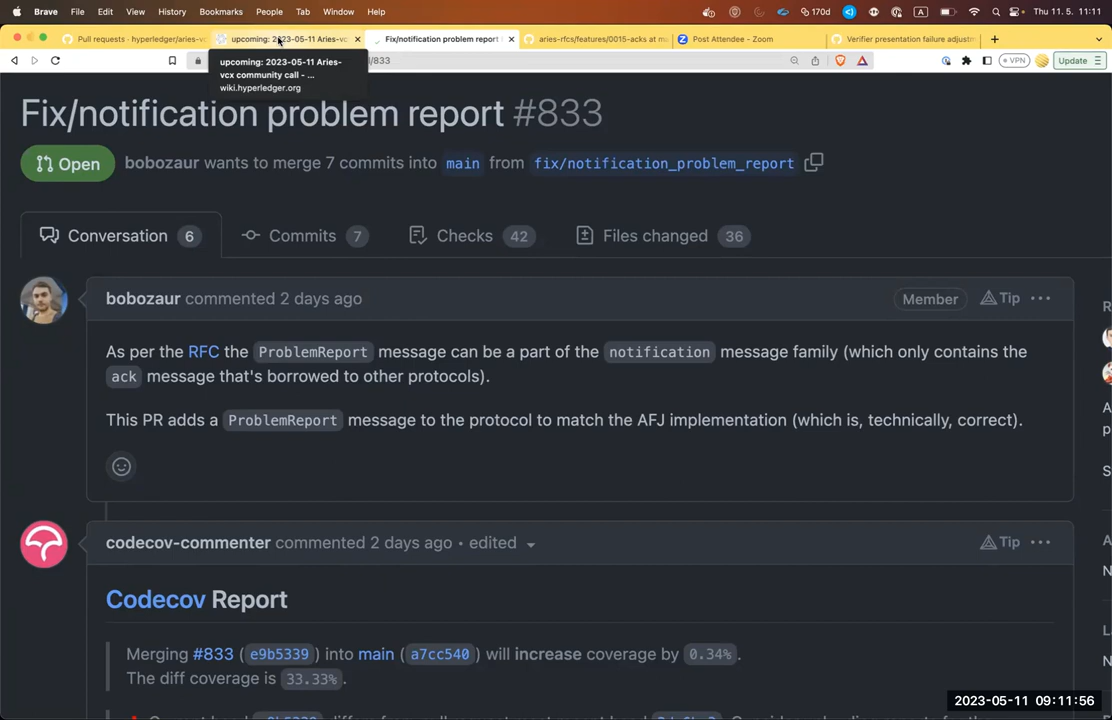 Brave File Edit View History Bookmarks People Tab Window Help 170d A Thu 11. 5. 11:11
Pull requests · hyperledger/aries-v upcoming: 2023-05-11 Aries-vc Fix/notification problem report aries-rfcs/features/0015-acks at m Post Attendee - Zoom Verifier presentation failure adjustm
/833 VPN Update
upcoming: 2023-05-11 Aries-
vcx community call - ...
wiki.hyperledger.org
Fix/notification problem report #833
Open bobozaur wants to merge 7 commits into main from fix/notification_problem_report
Conversation 6 Commits 7 Checks 42 Files changed 36
bobozaur commented 2 days ago Member Tip ...
As per the RFC the ProblemReport message can be a part of the notification message family (which only contains the
ack message that's borrowed to other protocols).
This PR adds a ProblemReport message to the protocol to match the AFJ implementation (which is, technically, correct).
codecov-commenter commented 2 days ago • edited Tip ...
Codecov Report
Merging #833 (e9b5339) into main (a7cc540) will increase coverage by 0.34%.
The diff coverage is 33.33%.
2023-05-11 09:11:56